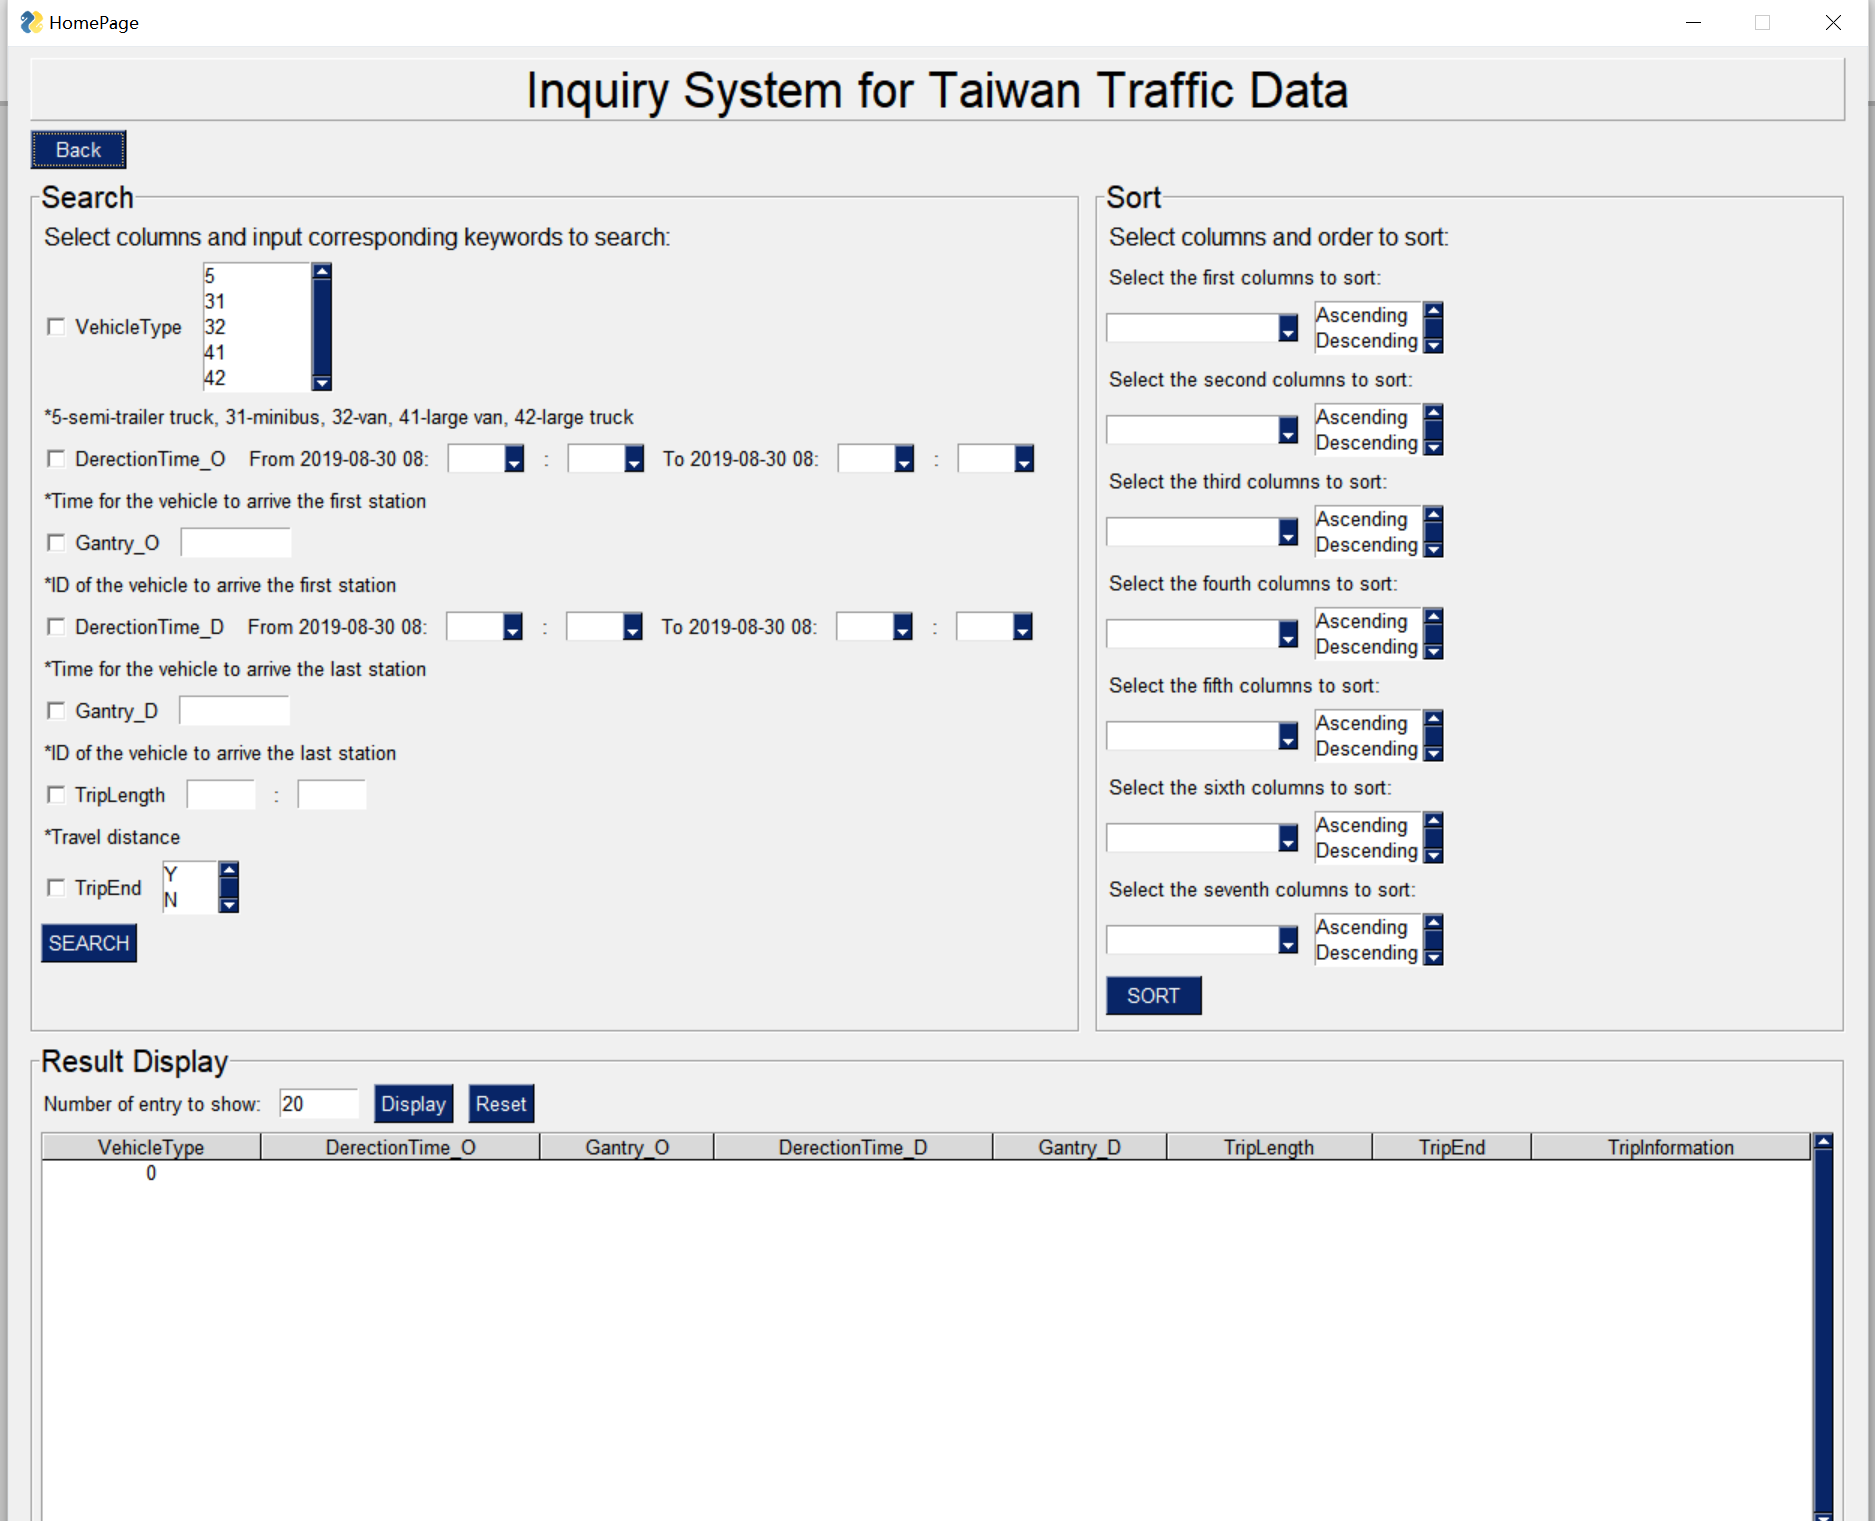 HomePage
Inquiry System for Taiwan Traffic Data
Back
Search
Select columns and input corresponding keywords to search:
VehicleType
5
31
32
41
42
*5-semi-trailer truck, 31-minibus, 32-van, 41-large van, 42-large truck
DerectionTime_O From 2019-08-30 08: : To 2019-08-30 08: :
*Time for the vehicle to arrive the first station
Gantry_O
*ID of the vehicle to arrive the first station
DerectionTime_D From 2019-08-30 08: : To 2019-08-30 08: :
*Time for the vehicle to arrive the last station
Gantry_D
*ID of the vehicle to arrive the last station
TripLength :
*Travel distance
TripEnd
Y
N
SEARCH
Sort
Select columns and order to sort:
Select the first columns to sort:
Ascending
Descending
Select the second columns to sort:
Ascending
Descending
Select the third columns to sort:
Ascending
Descending
Select the fourth columns to sort:
Ascending
Descending
Select the fifth columns to sort:
Ascending
Descending
Select the sixth columns to sort:
Ascending
Descending
Select the seventh columns to sort:
Ascending
Descending
SORT
Result Display
Number of entry to show: 20 Display Reset
VehicleType DerectionTime_O Gantry_O DerectionTime_D Gantry_D TripLength TripEnd TripInformation
0